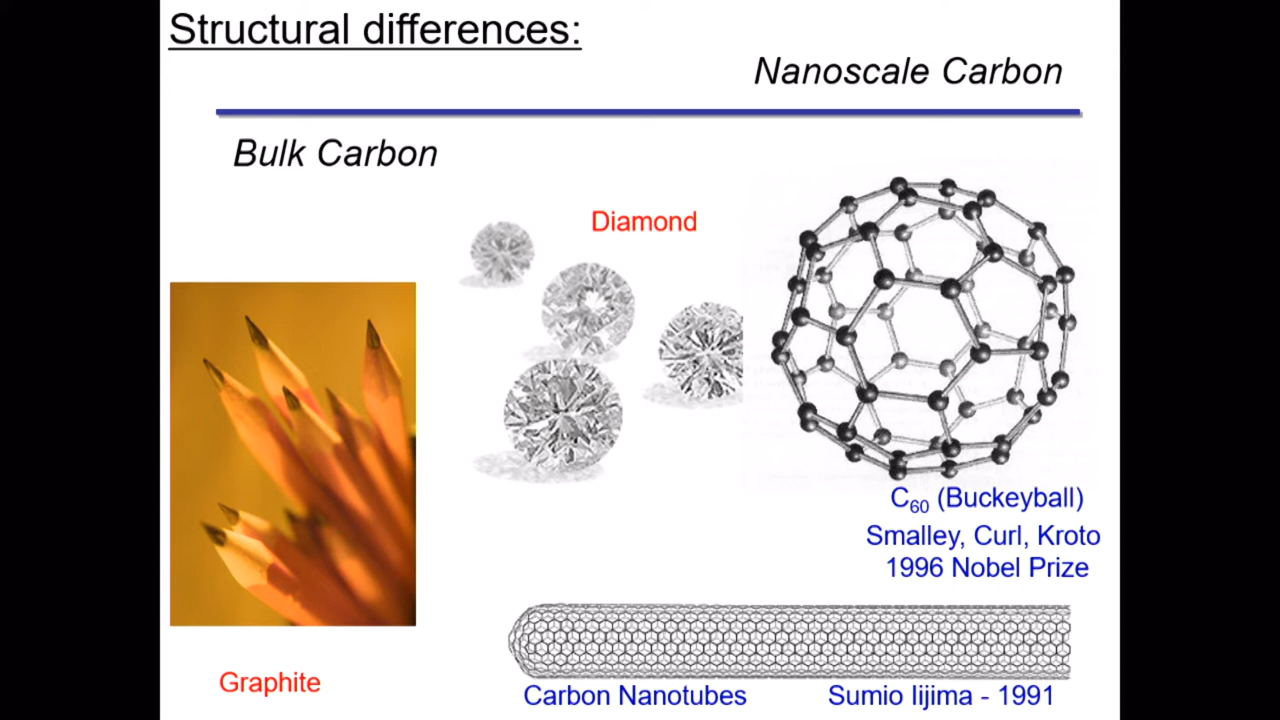 Structural differences:
Nanoscale Carbon
Bulk Carbon
Diamond
C₆₀ (Buckeyball)
Smalley, Curl, Kroto
1996 Nobel Prize
Graphite
Carbon Nanotubes
Sumio Iijima - 1991